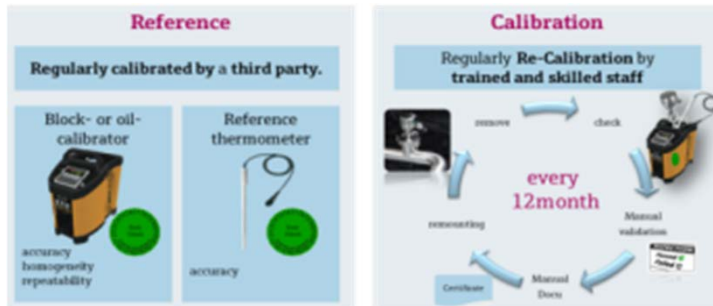 Reference
Regularly calibrated by a third party.
Block- or oil-
calibrator
accuracy
homogeneity
repeatability
Reference
thermometer
accuracy
Calibration
Regularly Re-Calibration by
trained and skilled staff
remove
check
every
12month
Manual
validation
Manual
Docu
Certificate
remounting